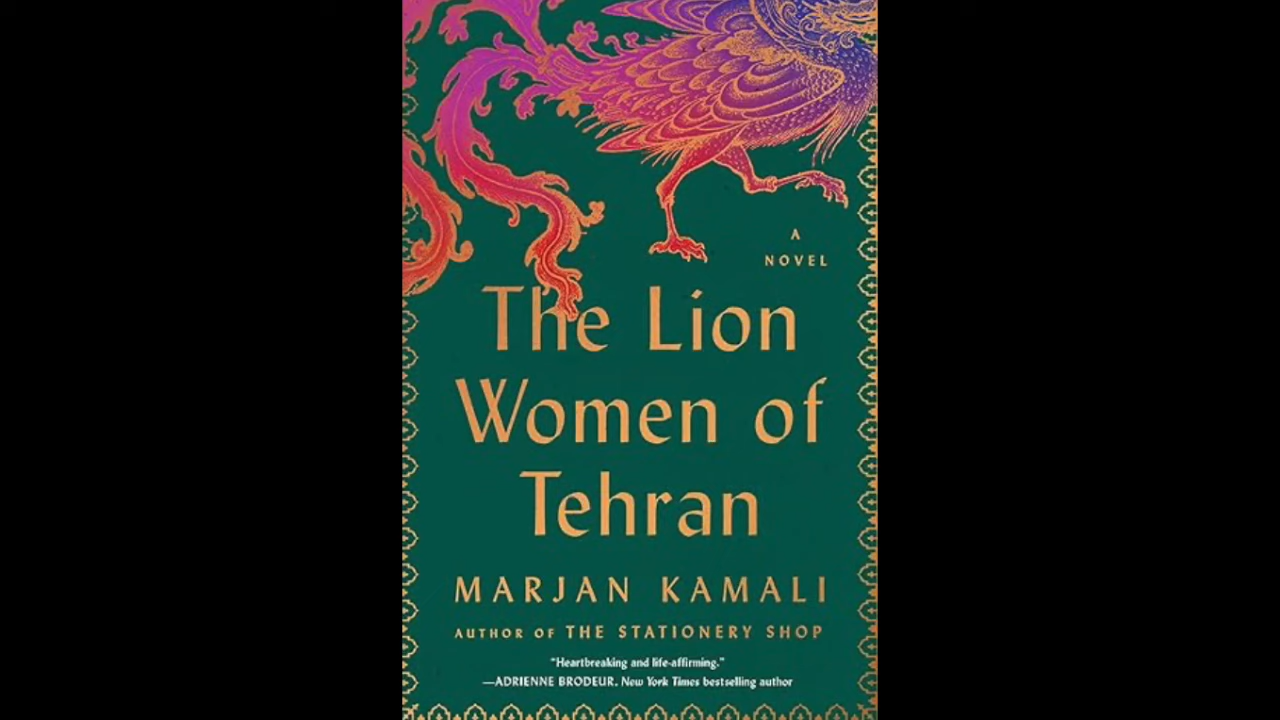 A
NOVEL
The Lion
Women of
Tehran
MARJAN KAMALI
AUTHOR OF THE STATIONERY SHOP
"Heartbreaking and life-affirming."
—ADRIENNE BRODEUR, New York Times bestselling author